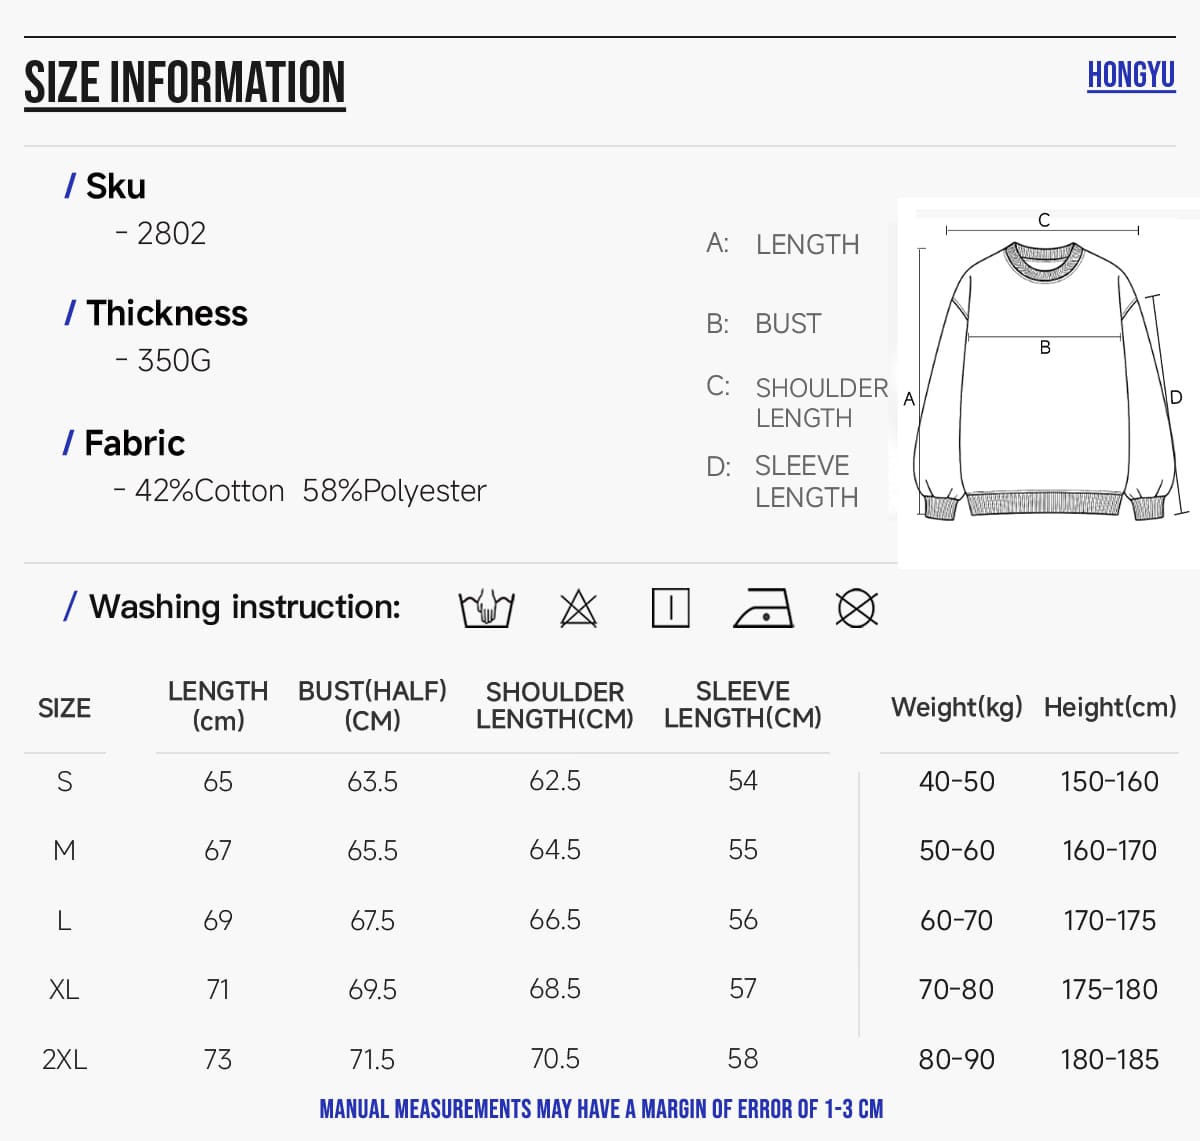 SIZE INFORMATION
HONGYU
/ Sku
- 2802
/ Thickness
- 350G
/ Fabric
- 42%Cotton 58%Polyester
A: LENGTH
B: BUST
C: SHOULDER
LENGTH
D: SLEEVE
LENGTH
C
B
A
D
/ Washing instruction:
SIZE LENGTH (cm) BUST(HALF) (CM) SHOULDER LENGTH(CM) SLEEVE LENGTH(CM) Weight(kg) Height(cm)
S 65 63.5 62.5 54 40-50 150-160
M 67 65.5 64.5 55 50-60 160-170
L 69 67.5 66.5 56 60-70 170-175
XL 71 69.5 68.5 57 70-80 175-180
2XL 73 71.5 70.5 58 80-90 180-185
MANUAL MEASUREMENTS MAY HAVE A MARGIN OF ERROR OF 1-3 CM